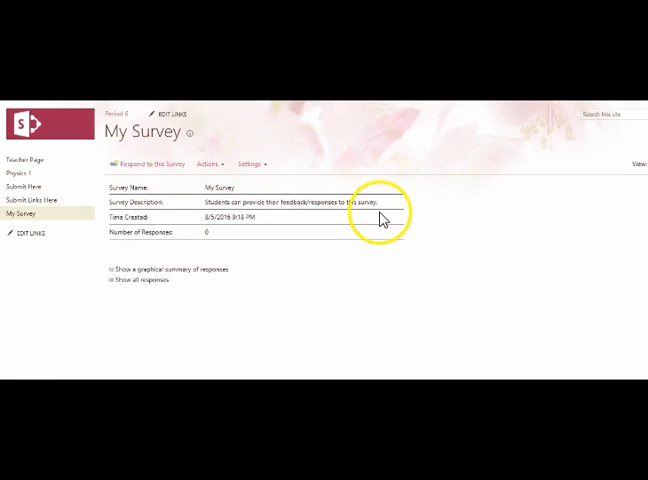 Period 6 EDIT LINKS Search this site
My Survey
Teacher Page
Physics 1
Submit Here
Submit Links Here
My Survey
EDIT LINKS
Respond to this Survey Actions Settings View:
Survey Name: My Survey
Survey Description: Students can provide their feedback/responses to this survey.
Time Created: 8/5/2016 9:18 PM
Number of Responses: 0
Show a graphical summary of responses
Show all responses